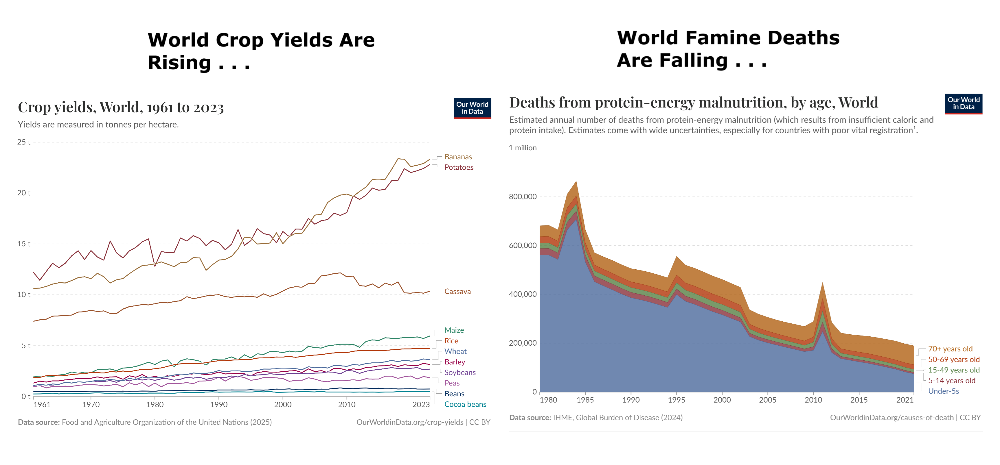 World Crop Yields Are
Rising . . .
Crop yields, World, 1961 to 2023
Yields are measured in tonnes per hectare.
Our World
in Data
25 t
20 t
15 t
10 t
5 t
0 t
1961
1970
1980
1990
2000
2010
2023
Bananas
Potatoes
Cassava
Maize
Rice
Wheat
Barley
Soybeans
Peas
Beans
Cocoa beans
Data source: Food and Agriculture Organization of the United Nations (2025)
OurWorldinData.org/crop-yields | CC BY
World Famine Deaths
Are Falling . . .
Deaths from protein-energy malnutrition, by age, World
Estimated annual number of deaths from protein-energy malnutrition (which results from insufficient caloric and
protein intake). Estimates come with wide uncertainties, especially for countries with poor vital registration¹.
Our World
in Data
1 million
800,000
600,000
400,000
200,000
0
1980
1985
1990
1995
2000
2005
2010
2015
2021
70+ years old
50-69 years old
15-49 years old
5-14 years old
Under-5s
Data source: IHME, Global Burden of Disease (2024)
OurWorldinData.org/causes-of-death | CC BY